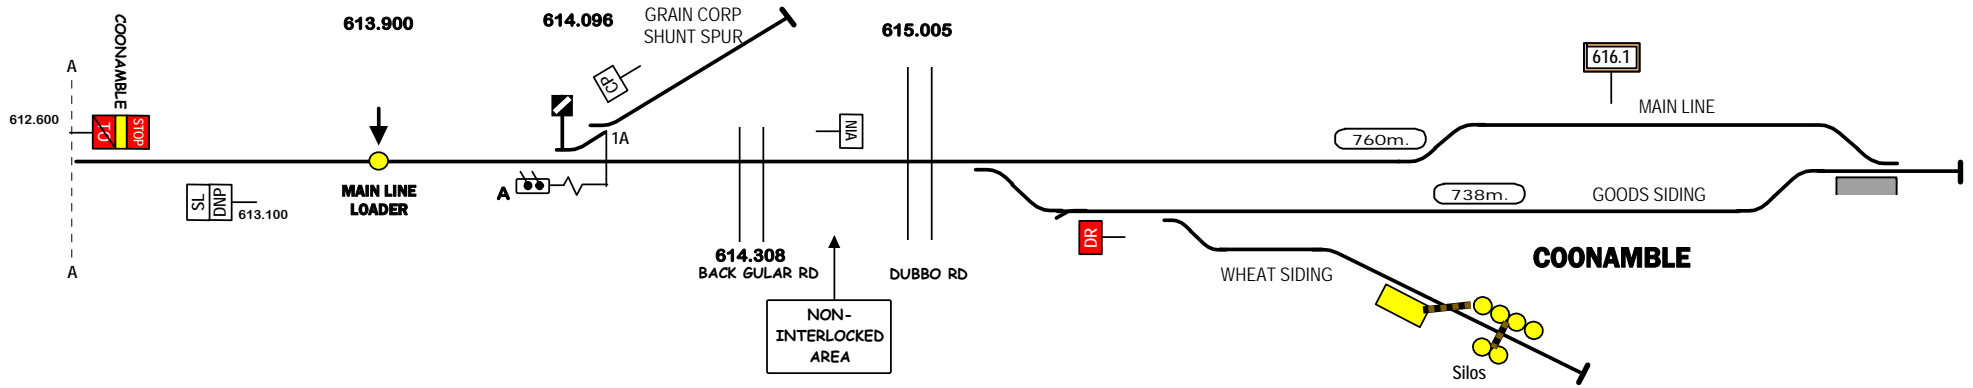 COONAMBLE
A
612.600
TO
STOP
A
SL
DNP
613.100
613.900
MAIN LINE
LOADER
614.096
GRAIN CORP
SHUNT SPUR
CP
1A
A
NIA
614.308
BACK GULAR RD
615.005
DUBBO RD
NON-
INTERLOCKED
AREA
DR
WHEAT SIDING
760m.
738m.
616.1
MAIN LINE
GOODS SIDING
COONAMBLE
Silos